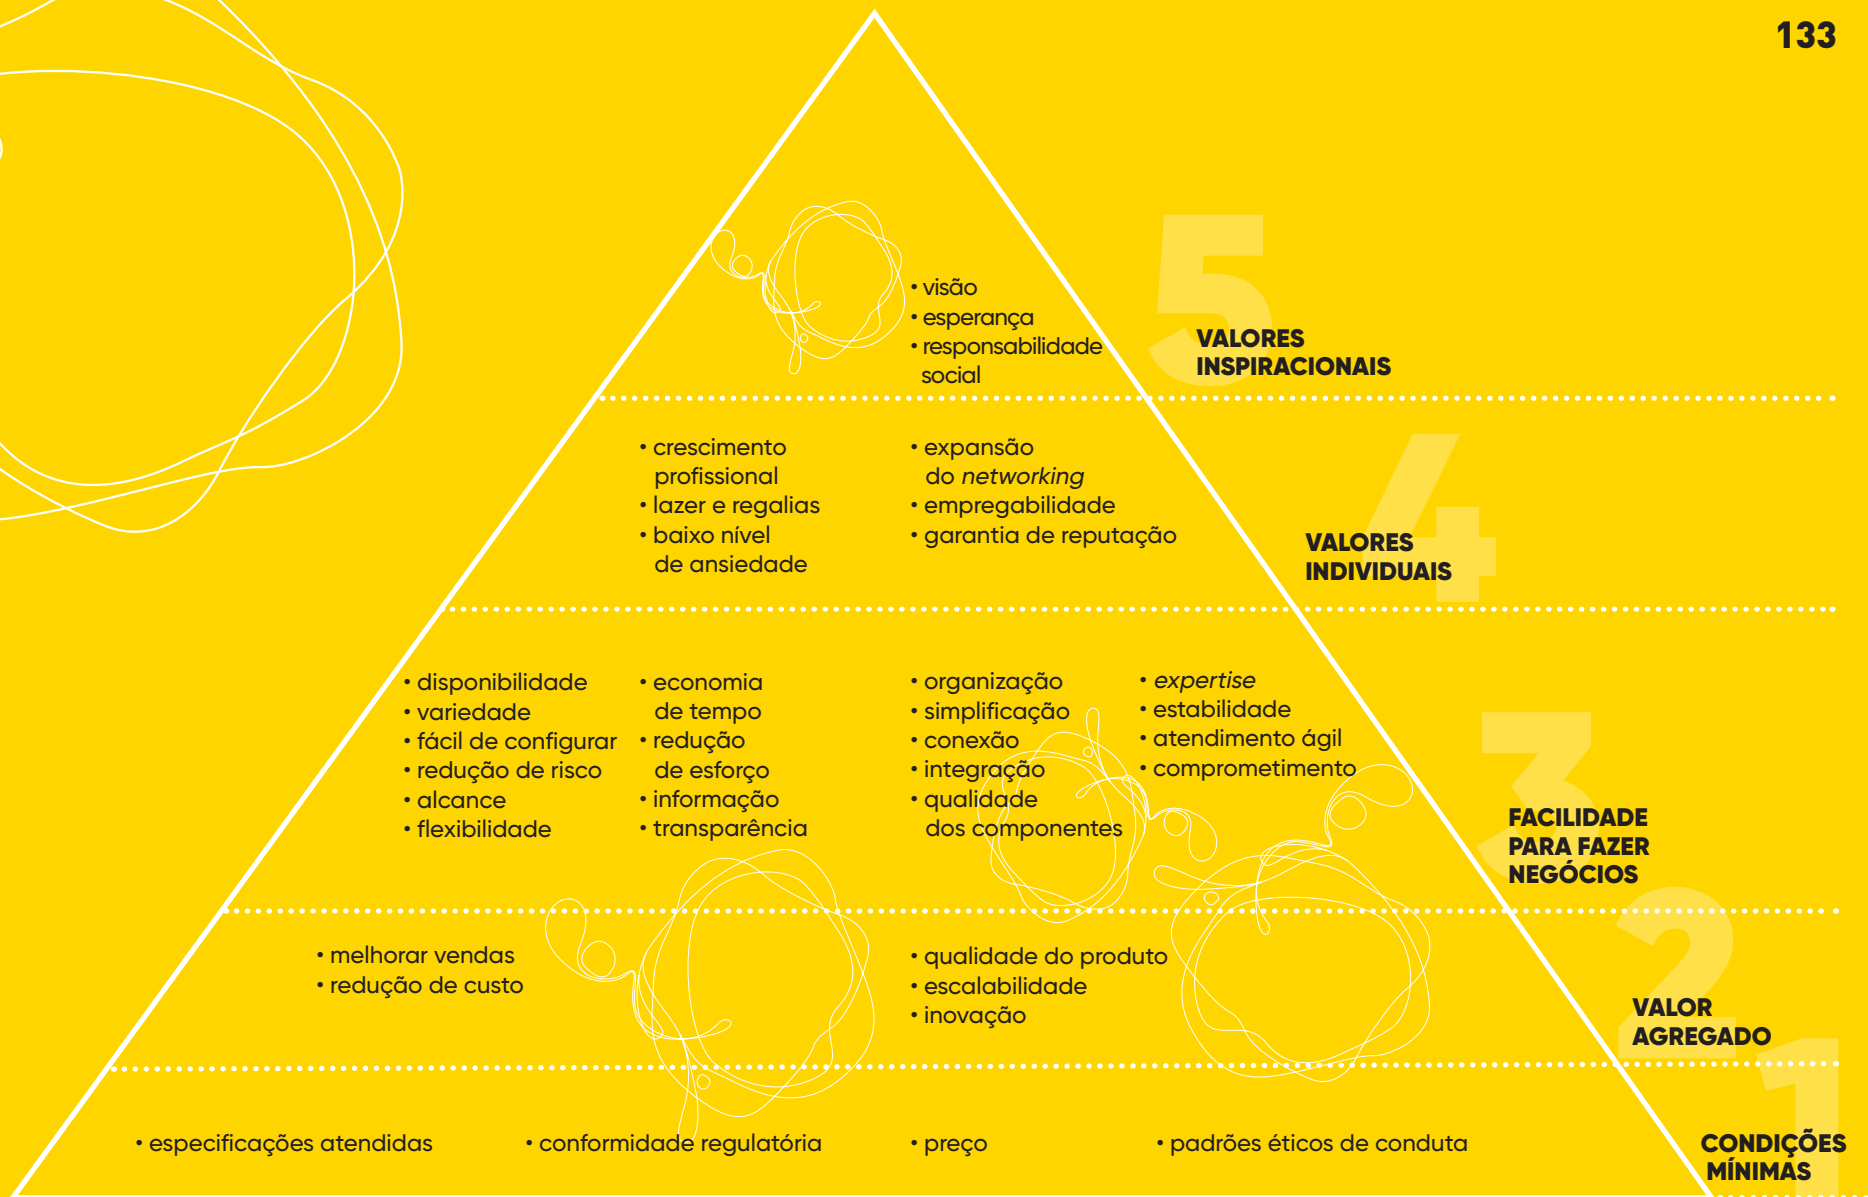 133
5
• visão
• esperança
• responsabilidade
social
VALORES
INSPIRACIONAIS
4
• crescimento
profissional
• lazer e regalias
• baixo nível
de ansiedade
• expansão
do networking
• empregabilidade
• garantia de reputação
VALORES
INDIVIDUAIS
3
• disponibilidade
• variedade
• fácil de configurar
• redução de risco
• alcance
• flexibilidade
• economia
de tempo
• redução
de esforço
• informação
• transparência
• organização
• simplificação
• conexão
• integração
• qualidade
dos componentes
• expertise
• estabilidade
• atendimento ágil
• comprometimento
FACILIDADE
PARA FAZER
NEGÓCIOS
2
• melhorar vendas
• redução de custo
• qualidade do produto
• escalabilidade
• inovação
VALOR
AGREGADO
1
• especificações atendidas
• conformidade regulatória
• preço
• padrões éticos de conduta
CONDIÇÕES
MÍNIMAS